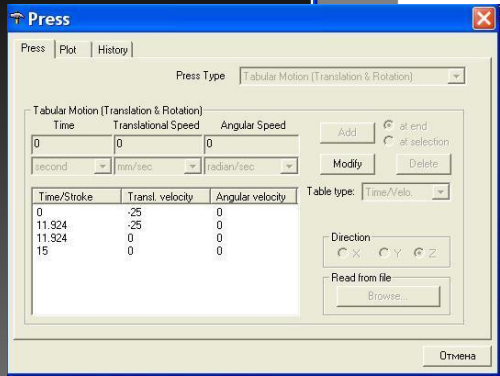 Press
Press Plot History
Press Type Tabular Motion (Translation & Rotation)
Tabular Motion (Translation & Rotation)
Time Translational Speed Angular Speed
0 0 0
second mm/sec radian/sec
Add at end
at selection
Modify Delete
Table type: Time/Velo.
Time/Stroke Transl. velocity Angular velocity
0 -25 0
11.924 -25 0
11.924 0 0
15 0 0
Direction
X Y Z
Read from file
Browse...
Отмена